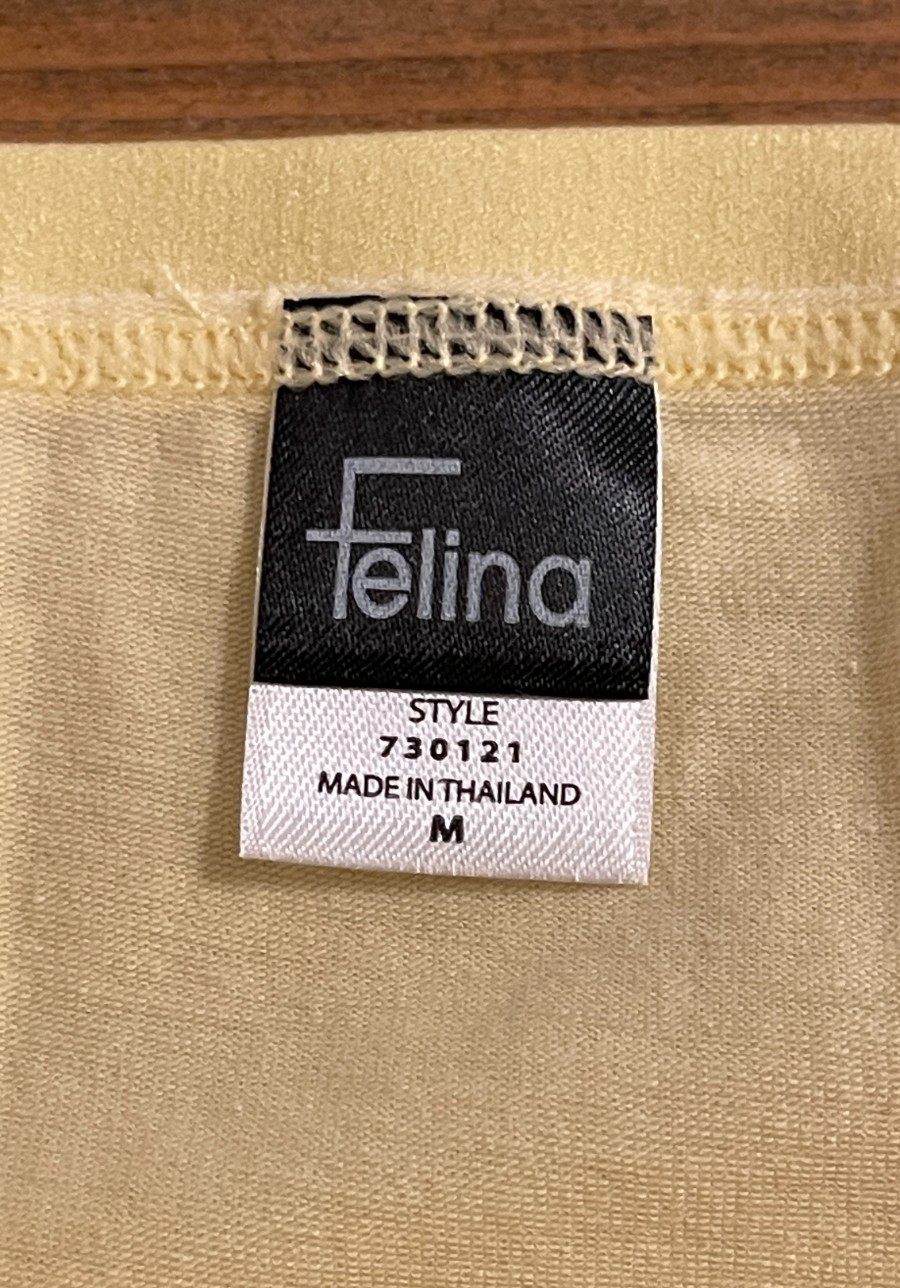 Felina
STYLE
730121
MADE IN THAILAND
M